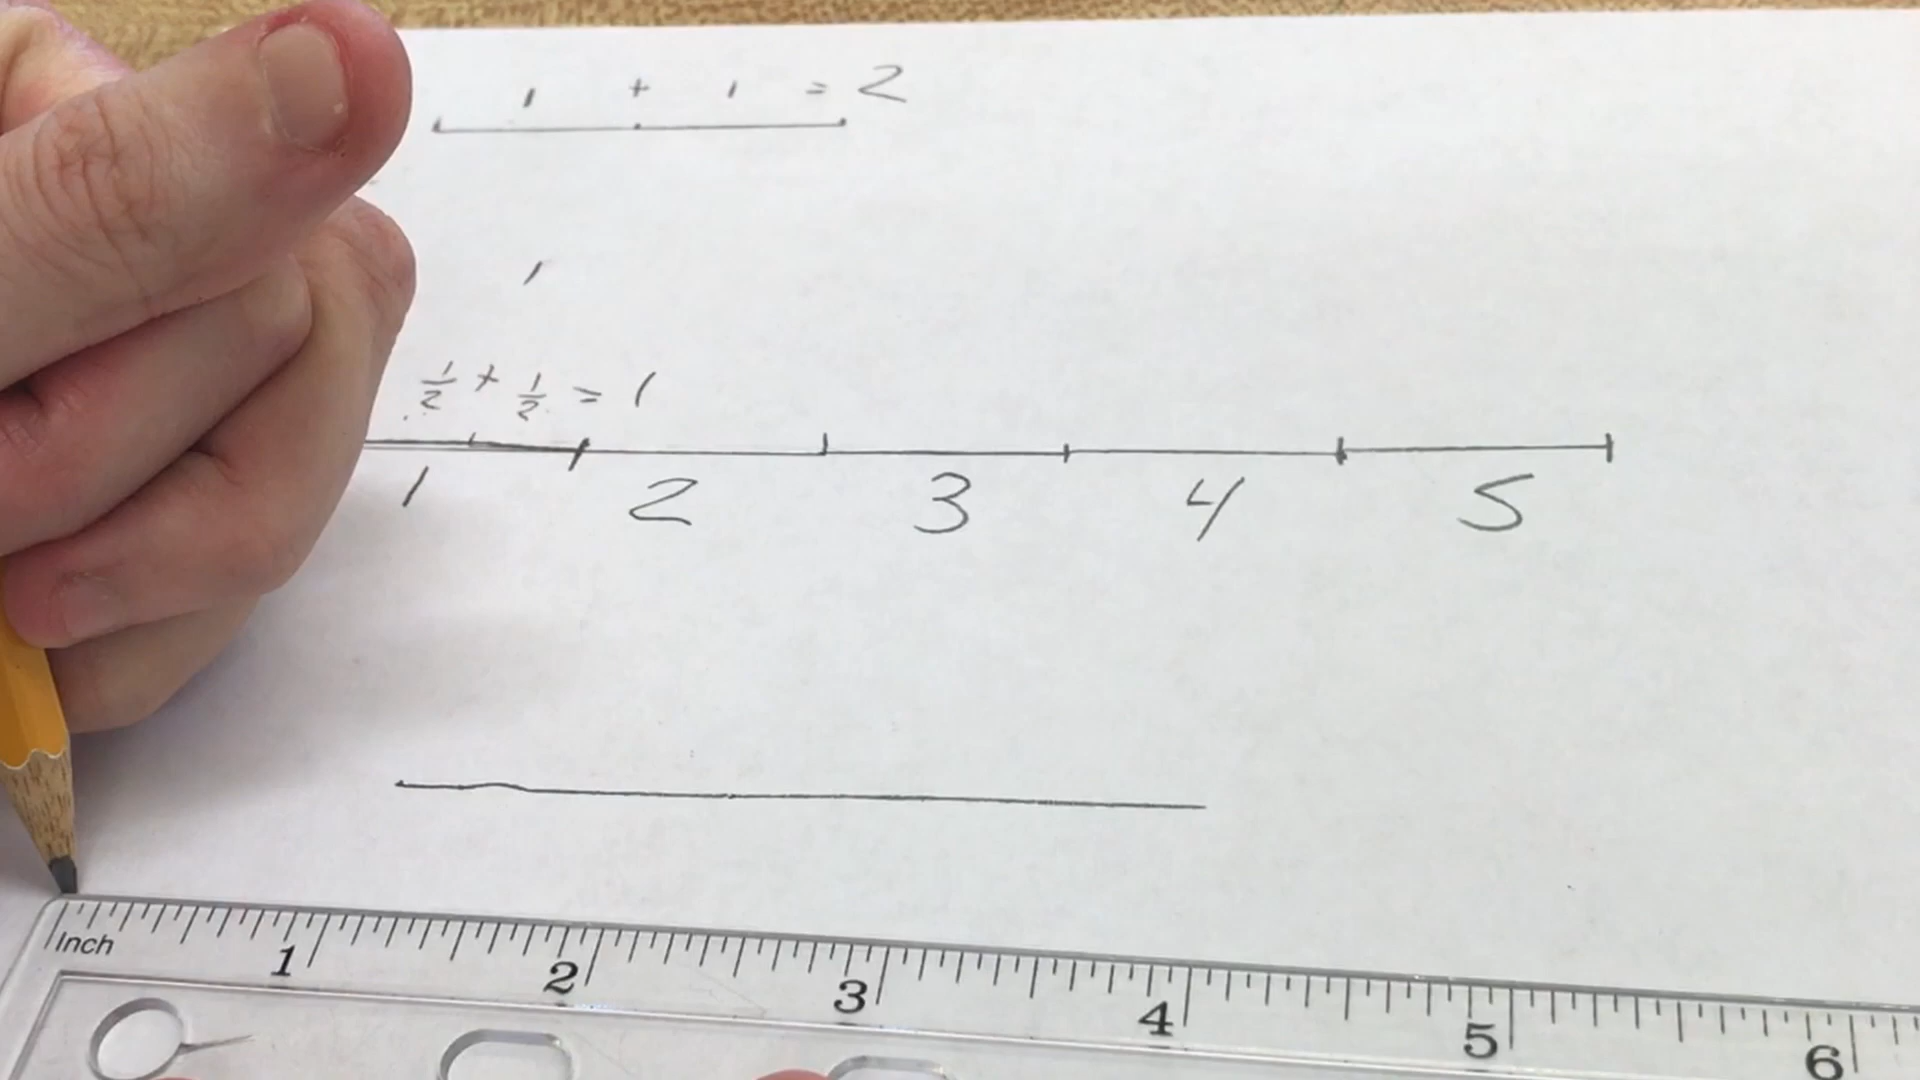 1 + 1 = 2
1
1/2 + 1/2 = 1
1 2 3 4 5
Inch 1 2 3 4 5 6